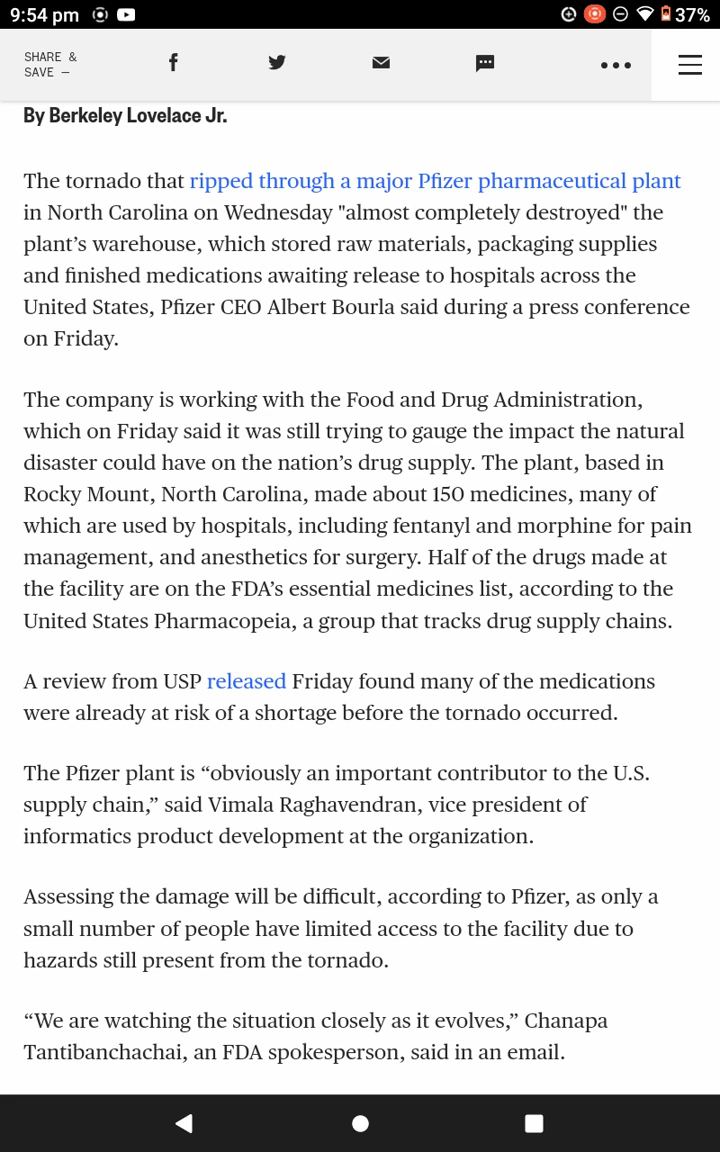 9:54 pm 37%
SHARE &
SAVE —
By Berkeley Lovelace Jr.
The tornado that ripped through a major Pfizer pharmaceutical plant
in North Carolina on Wednesday "almost completely destroyed" the
plant’s warehouse, which stored raw materials, packaging supplies
and finished medications awaiting release to hospitals across the
United States, Pfizer CEO Albert Bourla said during a press conference
on Friday.
The company is working with the Food and Drug Administration,
which on Friday said it was still trying to gauge the impact the natural
disaster could have on the nation’s drug supply. The plant, based in
Rocky Mount, North Carolina, made about 150 medicines, many of
which are used by hospitals, including fentanyl and morphine for pain
management, and anesthetics for surgery. Half of the drugs made at
the facility are on the FDA’s essential medicines list, according to the
United States Pharmacopeia, a group that tracks drug supply chains.
A review from USP released Friday found many of the medications
were already at risk of a shortage before the tornado occurred.
The Pfizer plant is “obviously an important contributor to the U.S.
supply chain,” said Vimala Raghavendran, vice president of
informatics product development at the organization.
Assessing the damage will be difficult, according to Pfizer, as only a
small number of people have limited access to the facility due to
hazards still present from the tornado.
“We are watching the situation closely as it evolves,” Chanapa
Tantibanchachai, an FDA spokesperson, said in an email.